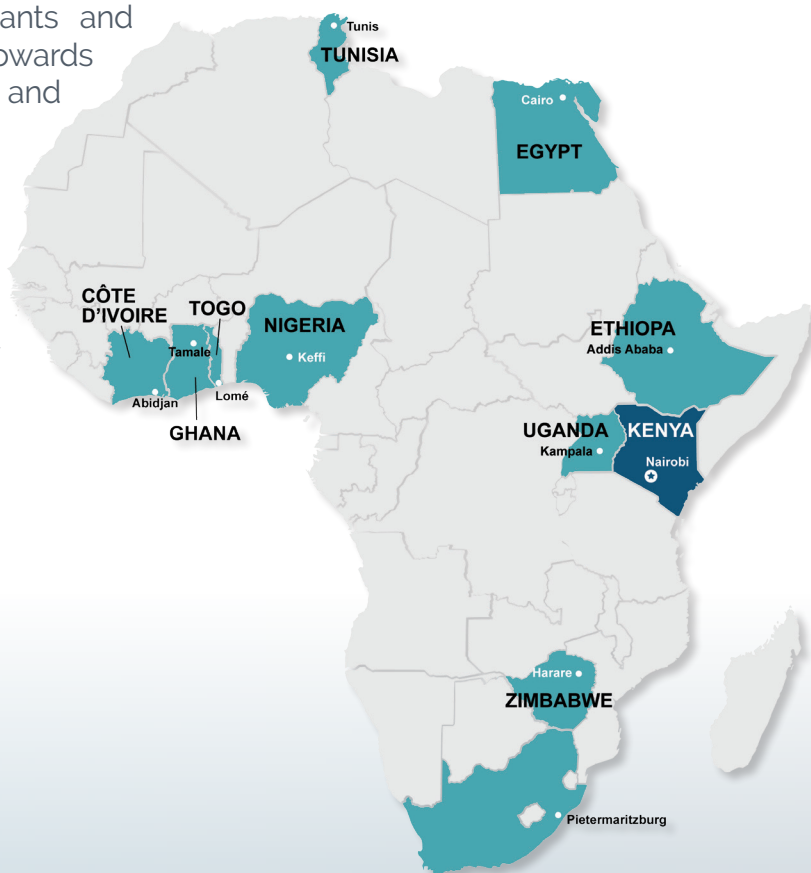 ants and
owards
and
Tunis
TUNISIA
Cairo
EGYPT
CÔTE
D'IVOIRE
TOGO
NIGERIA
Keffi
Tamale
Abidjan
Lomé
GHANA
ETHIOPA
Addis Ababa
UGANDA
Kampala
KENYA
Nairobi
Harare
ZIMBABWE
Pietermaritzburg